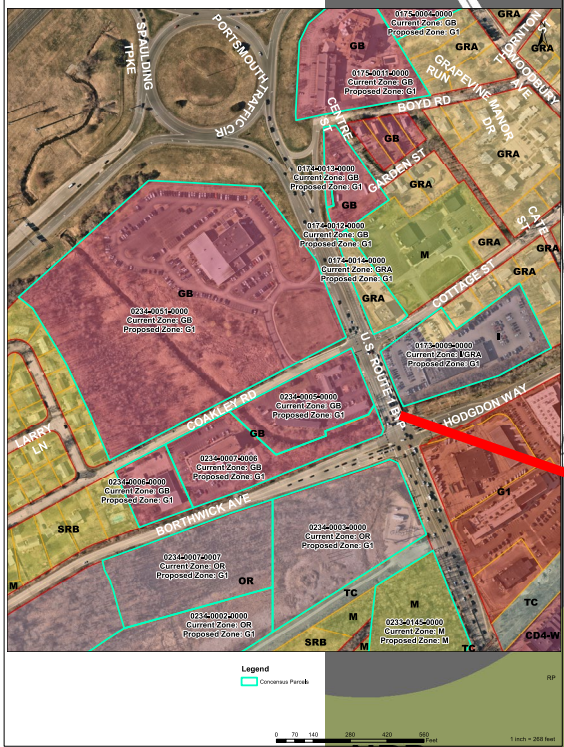 0175-0004-0000
Current Zone: GB
Proposed Zone: G1
GRA
THORNTON ST
GRA
SPAULDING TPKE
PORTSMOUTH TRAFFIC CIR
GB
GRA
WOODBURY AVE
GRAPEVINE RUN
MANOR DR
0175-0011-0000
Current Zone: GB
Proposed Zone: G1
CENTRE ST
BOYD RD
GB
GARDEN ST
0174-0013-0000
Current Zone: GB
Proposed Zone: G1
GRA
GB
CATE ST
0174-0012-0000
Current Zone: GB
Proposed Zone: G1
GRA
GRA
M
0174-0014-0000
Current Zone: GRA
Proposed Zone: G1
GRA
COTTAGE ST
GB
GRA
0234-0051-0000
Current Zone: GB
Proposed Zone: G1
U.S. ROUTE 1 BYP
I
0173-0009-0000
Current Zone: I,GRA
Proposed Zone: G1
COAKLEY RD
0234-0005-0000
Current Zone: GB
Proposed Zone: G1
HODGDON WAY
LARRY LN
GB
0234-0007-0006
Current Zone: GB
Proposed Zone: G1
0234-0006-0000
Current Zone: GB
Proposed Zone: G1
G1
BORTHWICK AVE
SRB
0234-0003-0000
Current Zone: OR
Proposed Zone: G1
0234-0007-0007
Current Zone: OR
Proposed Zone: G1
OR
M
TC
M
TC
0234-0002-0000
Current Zone: OR
Proposed Zone: G1
M
0233-0145-0000
Current Zone: M
Proposed Zone: M
SRB
TC
CD4-W
Legend
Concensus Parcels
RP
0 70 140 280 420 560
Feet
1 inch = 268 feet